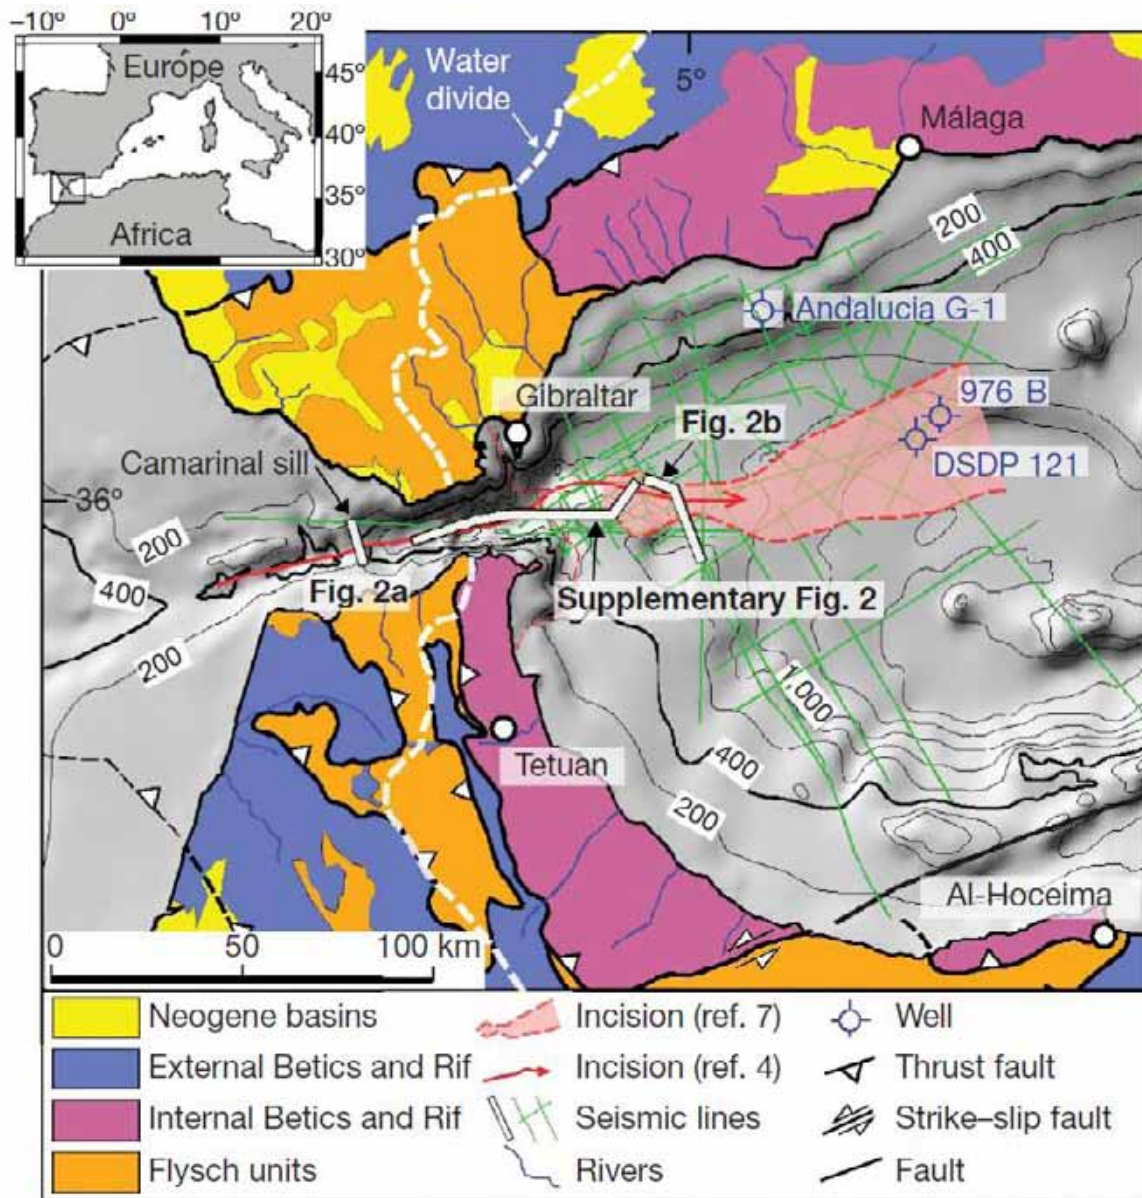 −10° 0° 10° 20°
Europe
45°
40°
35°
Africa
30°
Water
divide
5°
Málaga
200
400
Andalucia G-1
Gibraltar
976 B
Fig. 2b
DSDP 121
Camarinal sill
36°
200
400
Fig. 2a
Supplementary Fig. 2
200
1,000
Tetuan
400
200
Al-Hoceima
0 50 100 km
Neogene basins
Incision (ref. 7)
Well
External Betics and Rif
Incision (ref. 4)
Thrust fault
Internal Betics and Rif
Seismic lines
Strike–slip fault
Flysch units
Rivers
Fault